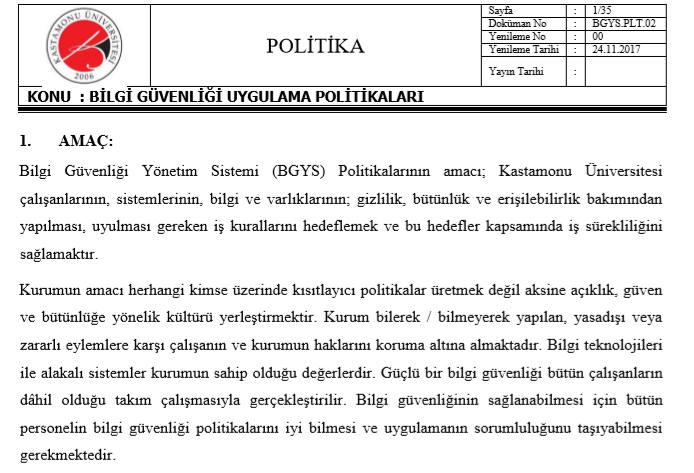 KASTAMONU ÜNİVERSİTESİ
2006
POLİTİKA
Sayfa : 1/35
Doküman No : BGYS.PLT.02
Yenileme No : 00
Yenileme Tarihi : 24.11.2017
Yayın Tarihi :
KONU : BİLGİ GÜVENLİĞİ UYGULAMA POLİTİKALARI
1. AMAÇ:
Bilgi Güvenliği Yönetim Sistemi (BGYS) Politikalarının amacı; Kastamonu Üniversitesi
çalışanlarının, sistemlerinin, bilgi ve varlıklarının; gizlilik, bütünlük ve erişilebilirlik bakımından
yapılması, uyulması gereken iş kurallarını hedeflemek ve bu hedefler kapsamında iş sürekliliğini
sağlamaktır.
Kurumun amacı herhangi kimse üzerinde kısıtlayıcı politikalar üretmek değil aksine açıklık, güven
ve bütünlüğe yönelik kültürü yerleştirmektir. Kurum bilerek / bilmeyerek yapılan, yasadışı veya
zararlı eylemlere karşı çalışanın ve kurumun haklarını koruma altına almaktadır. Bilgi teknolojileri
ile alakalı sistemler kurumun sahip olduğu değerlerdir. Güçlü bir bilgi güvenliği bütün çalışanların
dâhil olduğu takım çalışmasıyla gerçekleştirilir. Bilgi güvenliğinin sağlanabilmesi için bütün
personelin bilgi güvenliği politikalarını iyi bilmesi ve uygulamanın sorumluluğunu taşıyabilmesi
gerekmektedir.